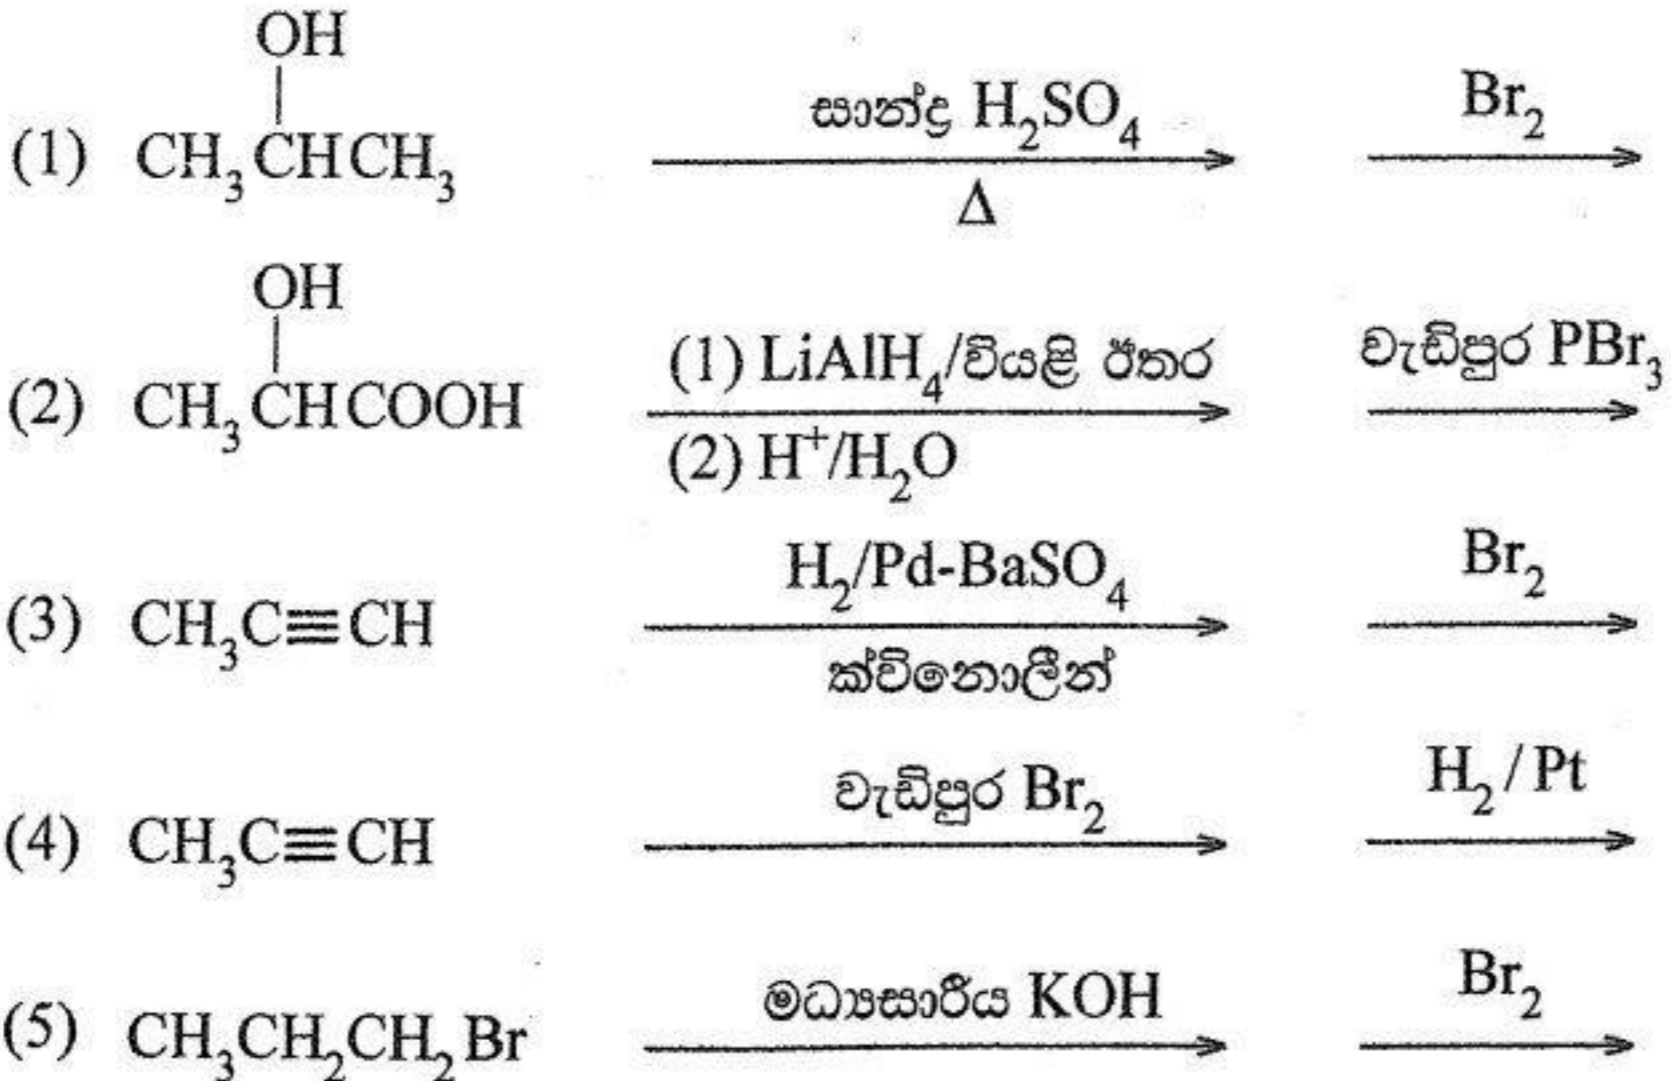 OH
(1) CH₃CHCH₃ සාන්ද්‍ර H₂SO₄ Br₂
Δ
OH
(2) CH₃CHCOOH (1) LiAlH₄/වියළි ඊතර වැඩිපුර PBr₃
(2) H⁺/H₂O
(3) CH₃C≡CH H₂/Pd-BaSO₄ Br₂
ක්විනොලීන්
(4) CH₃C≡CH වැඩිපුර Br₂ H₂/Pt
(5) CH₃CH₂CH₂Br මධ්‍යසාරීය KOH Br₂